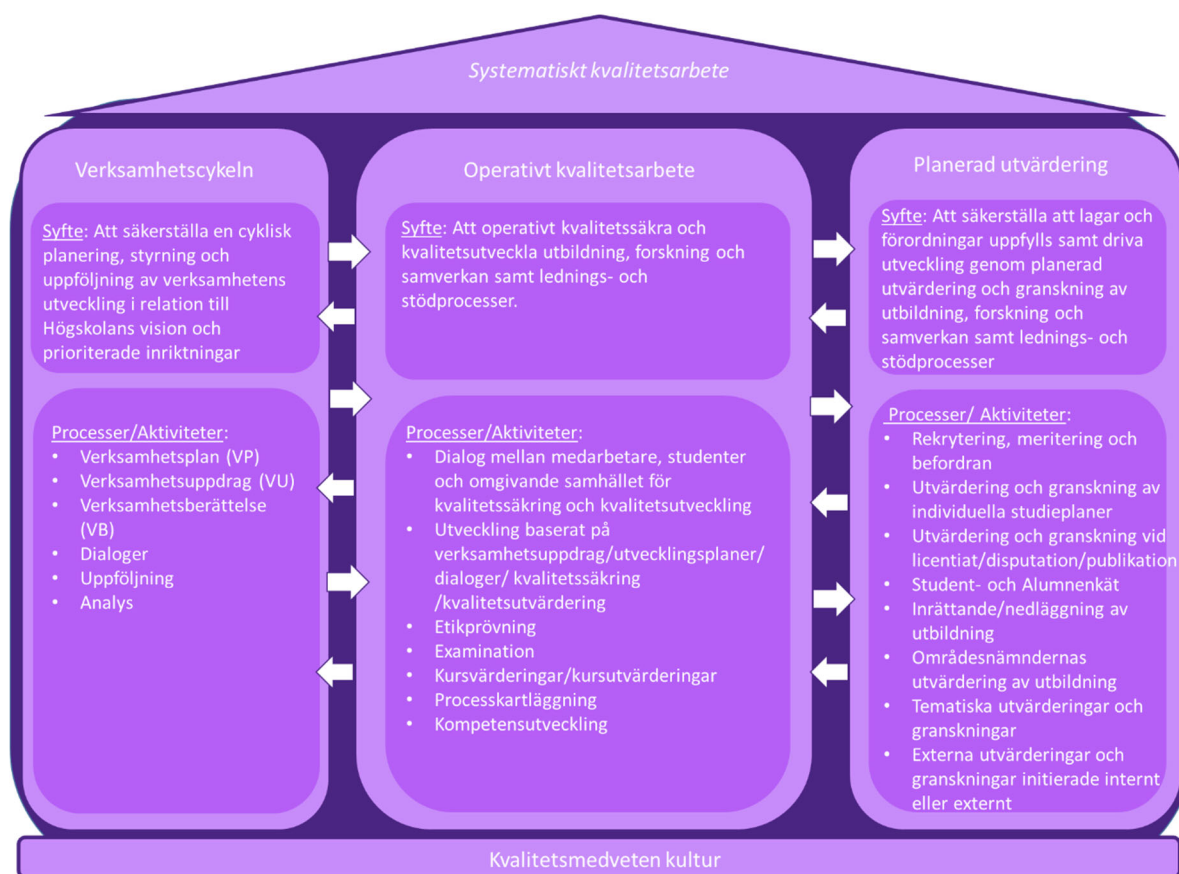 Systematiskt kvalitetsarbete
Verksamhetscykeln
Syfte: Att säkerställa en cyklisk
planering, styrning och
uppföljning av verksamhetens
utveckling i relation till
Högskolans vision och
prioriterade inriktningar
Processer/Aktiviteter:
• Verksamhetsplan (VP)
• Verksamhetsuppdrag (VU)
• Verksamhetsberättelse
(VB)
• Dialoger
• Uppföljning
• Analys
Operativt kvalitetsarbete
Syfte: Att operativt kvalitetssäkra och
kvalitetsutveckla utbildning, forskning och
samverkan samt lednings- och
stödprocesser.
Processer/Aktiviteter:
• Dialog mellan medarbetare, studenter
och omgivande samhället för
kvalitetssäkring och kvalitetsutveckling
• Utveckling baserat på
verksamhetsuppdrag/utvecklingsplaner/
dialoger/ kvalitetssäkring
/kvalitetsutvärdering
• Etikprövning
• Examination
• Kursvärderingar/kursutvärderingar
• Processkartläggning
• Kompetensutveckling
Planerad utvärdering
Syfte: Att säkerställa att lagar och
förordningar uppfylls samt driva
utveckling genom planerad
utvärdering och granskning av
utbildning, forskning och
samverkan samt lednings- och
stödprocesser
Processer/ Aktiviteter:
• Rekrytering, meritering och
befordran
• Utvärdering och granskning av
individuella studieplaner
• Utvärdering och granskning vid
licentiat/disputation/publikation
• Student- och Alumnenkät
• Inrättande/nedläggning av
utbildning
• Områdesnämndernas
utvärdering av utbildning
• Tematiska utvärderingar och
granskningar
• Externa utvärderingar och
granskningar initierade internt
eller externt
Kvalitetsmedveten kultur